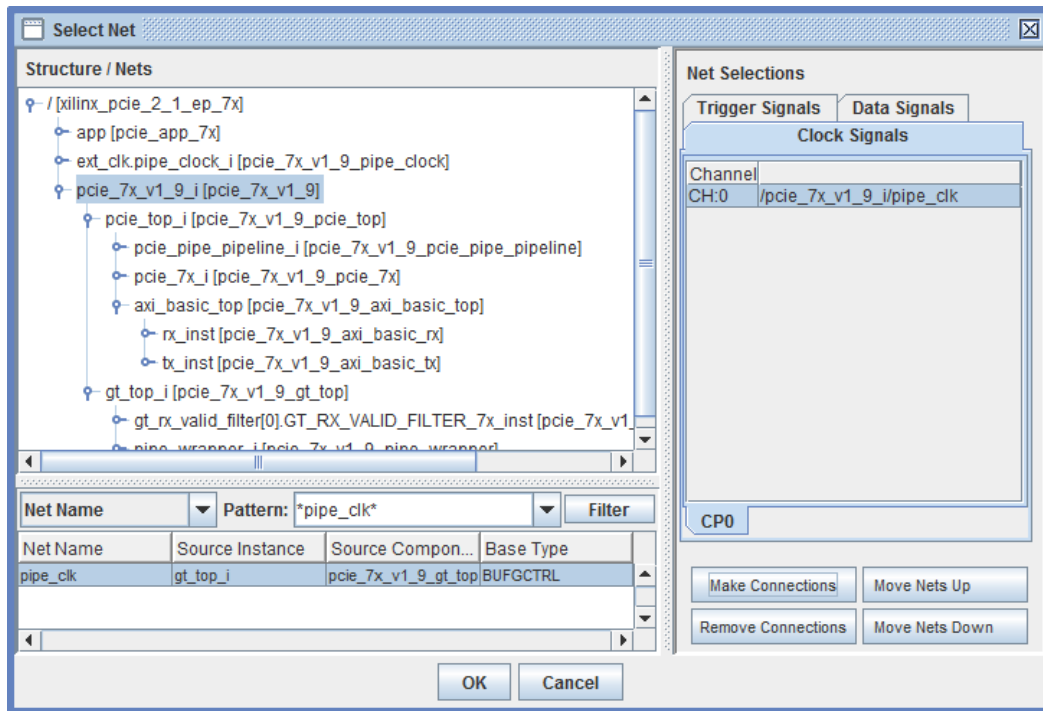 Select Net
Structure / Nets
/ [xilinx_pcie_2_1_ep_7x]
app [pcie_app_7x]
ext_clk.pipe_clock_i [pcie_7x_v1_9_pipe_clock]
pcie_7x_v1_9_i [pcie_7x_v1_9]
pcie_top_i [pcie_7x_v1_9_pcie_top]
pcie_pipe_pipeline_i [pcie_7x_v1_9_pcie_pipe_pipeline]
pcie_7x_i [pcie_7x_v1_9_pcie_7x]
axi_basic_top [pcie_7x_v1_9_axi_basic_top]
rx_inst [pcie_7x_v1_9_axi_basic_rx]
tx_inst [pcie_7x_v1_9_axi_basic_tx]
gt_top_i [pcie_7x_v1_9_gt_top]
gt_rx_valid_filter[0].GT_RX_VALID_FILTER_7x_inst [pcie_7x_v1_
pipe_wrapper_i [pcie_7x_v1_9_pipe_wrapper]
Net Name Pattern: *pipe_clk* Filter
Net Name Source Instance Source Compon... Base Type
pipe_clk gt_top_i pcie_7x_v1_9_gt_top BUFGCTRL
Net Selections
Trigger Signals Data Signals
Clock Signals
Channel
CH:0 /pcie_7x_v1_9_i/pipe_clk
CP0
Make Connections Move Nets Up
Remove Connections Move Nets Down
OK Cancel